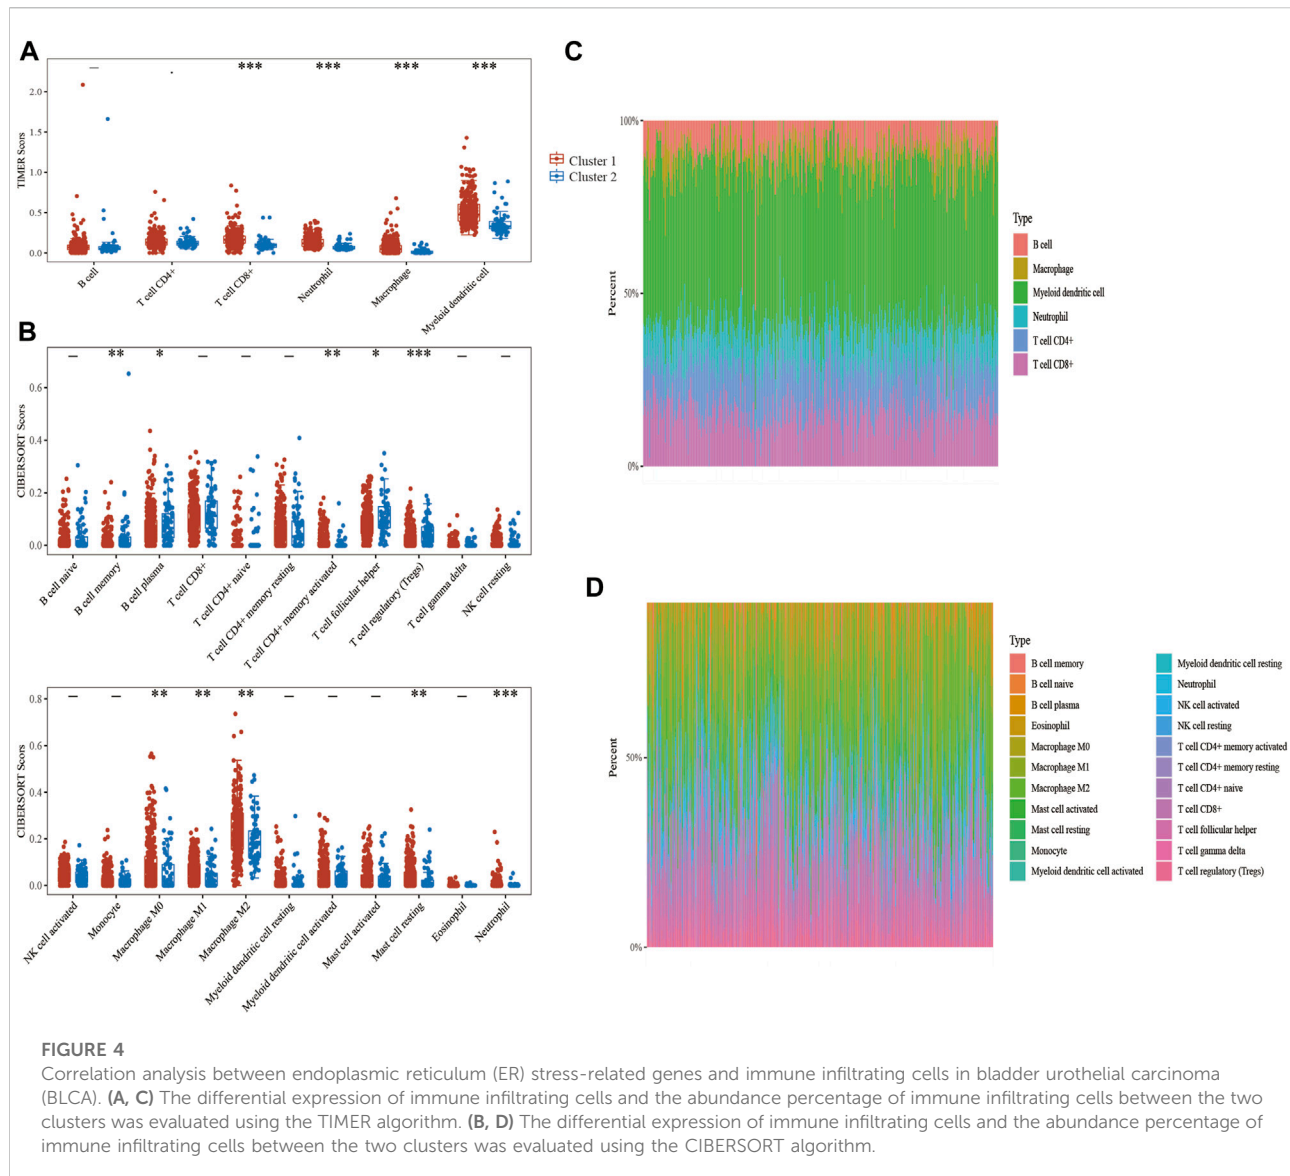 A
— . *** *** *** ***
TIMER Scores
2.0
1.5
1.0
0.5
0.0
B cell
T cell CD4+
T cell CD8+
Neutrophil
Macrophage
Myeloid dendritic cell
Cluster 1
Cluster 2
B
— ** * — — — ** * *** — —
CIBERSORT Scors
0.6
0.4
0.2
0.0
B cell naive
B cell memory
B cell plasma
T cell CD8+
T cell CD4+ naive
T cell CD4+ memory resting
T cell CD4+ memory activated
T cell follicular helper
T cell regulatory (Tregs)
T cell gamma delta
NK cell resting
— — ** ** ** — — — ** — ***
CIBERSORT Scors
0.8
0.6
0.4
0.2
0.0
NK cell activated
Monocyte
Macrophage M0
Macrophage M1
Macrophage M2
Myeloid dendritic cell resting
Myeloid dendritic cell activated
Mast cell activated
Mast cell resting
Eosinophil
Neutrophil
C
100%
50%
0%
Percent
Type
B cell
Macrophage
Myeloid dendritic cell
Neutrophil
T cell CD4+
T cell CD8+
D
50%
0%
Percent
Type
B cell memory
B cell naive
B cell plasma
Eosinophil
Macrophage M0
Macrophage M1
Macrophage M2
Mast cell activated
Mast cell resting
Monocyte
Myeloid dendritic cell activated
Myeloid dendritic cell resting
Neutrophil
NK cell activated
NK cell resting
T cell CD4+ memory activated
T cell CD4+ memory resting
T cell CD4+ naive
T cell CD8+
T cell follicular helper
T cell gamma delta
T cell regulatory (Tregs)
FIGURE 4
Correlation analysis between endoplasmic reticulum (ER) stress-related genes and immune infiltrating cells in bladder urothelial carcinoma
(BLCA). (A, C) The differential expression of immune infiltrating cells and the abundance percentage of immune infiltrating cells between the two
clusters was evaluated using the TIMER algorithm. (B, D) The differential expression of immune infiltrating cells and the abundance percentage of
immune infiltrating cells between the two clusters was evaluated using the CIBERSORT algorithm.